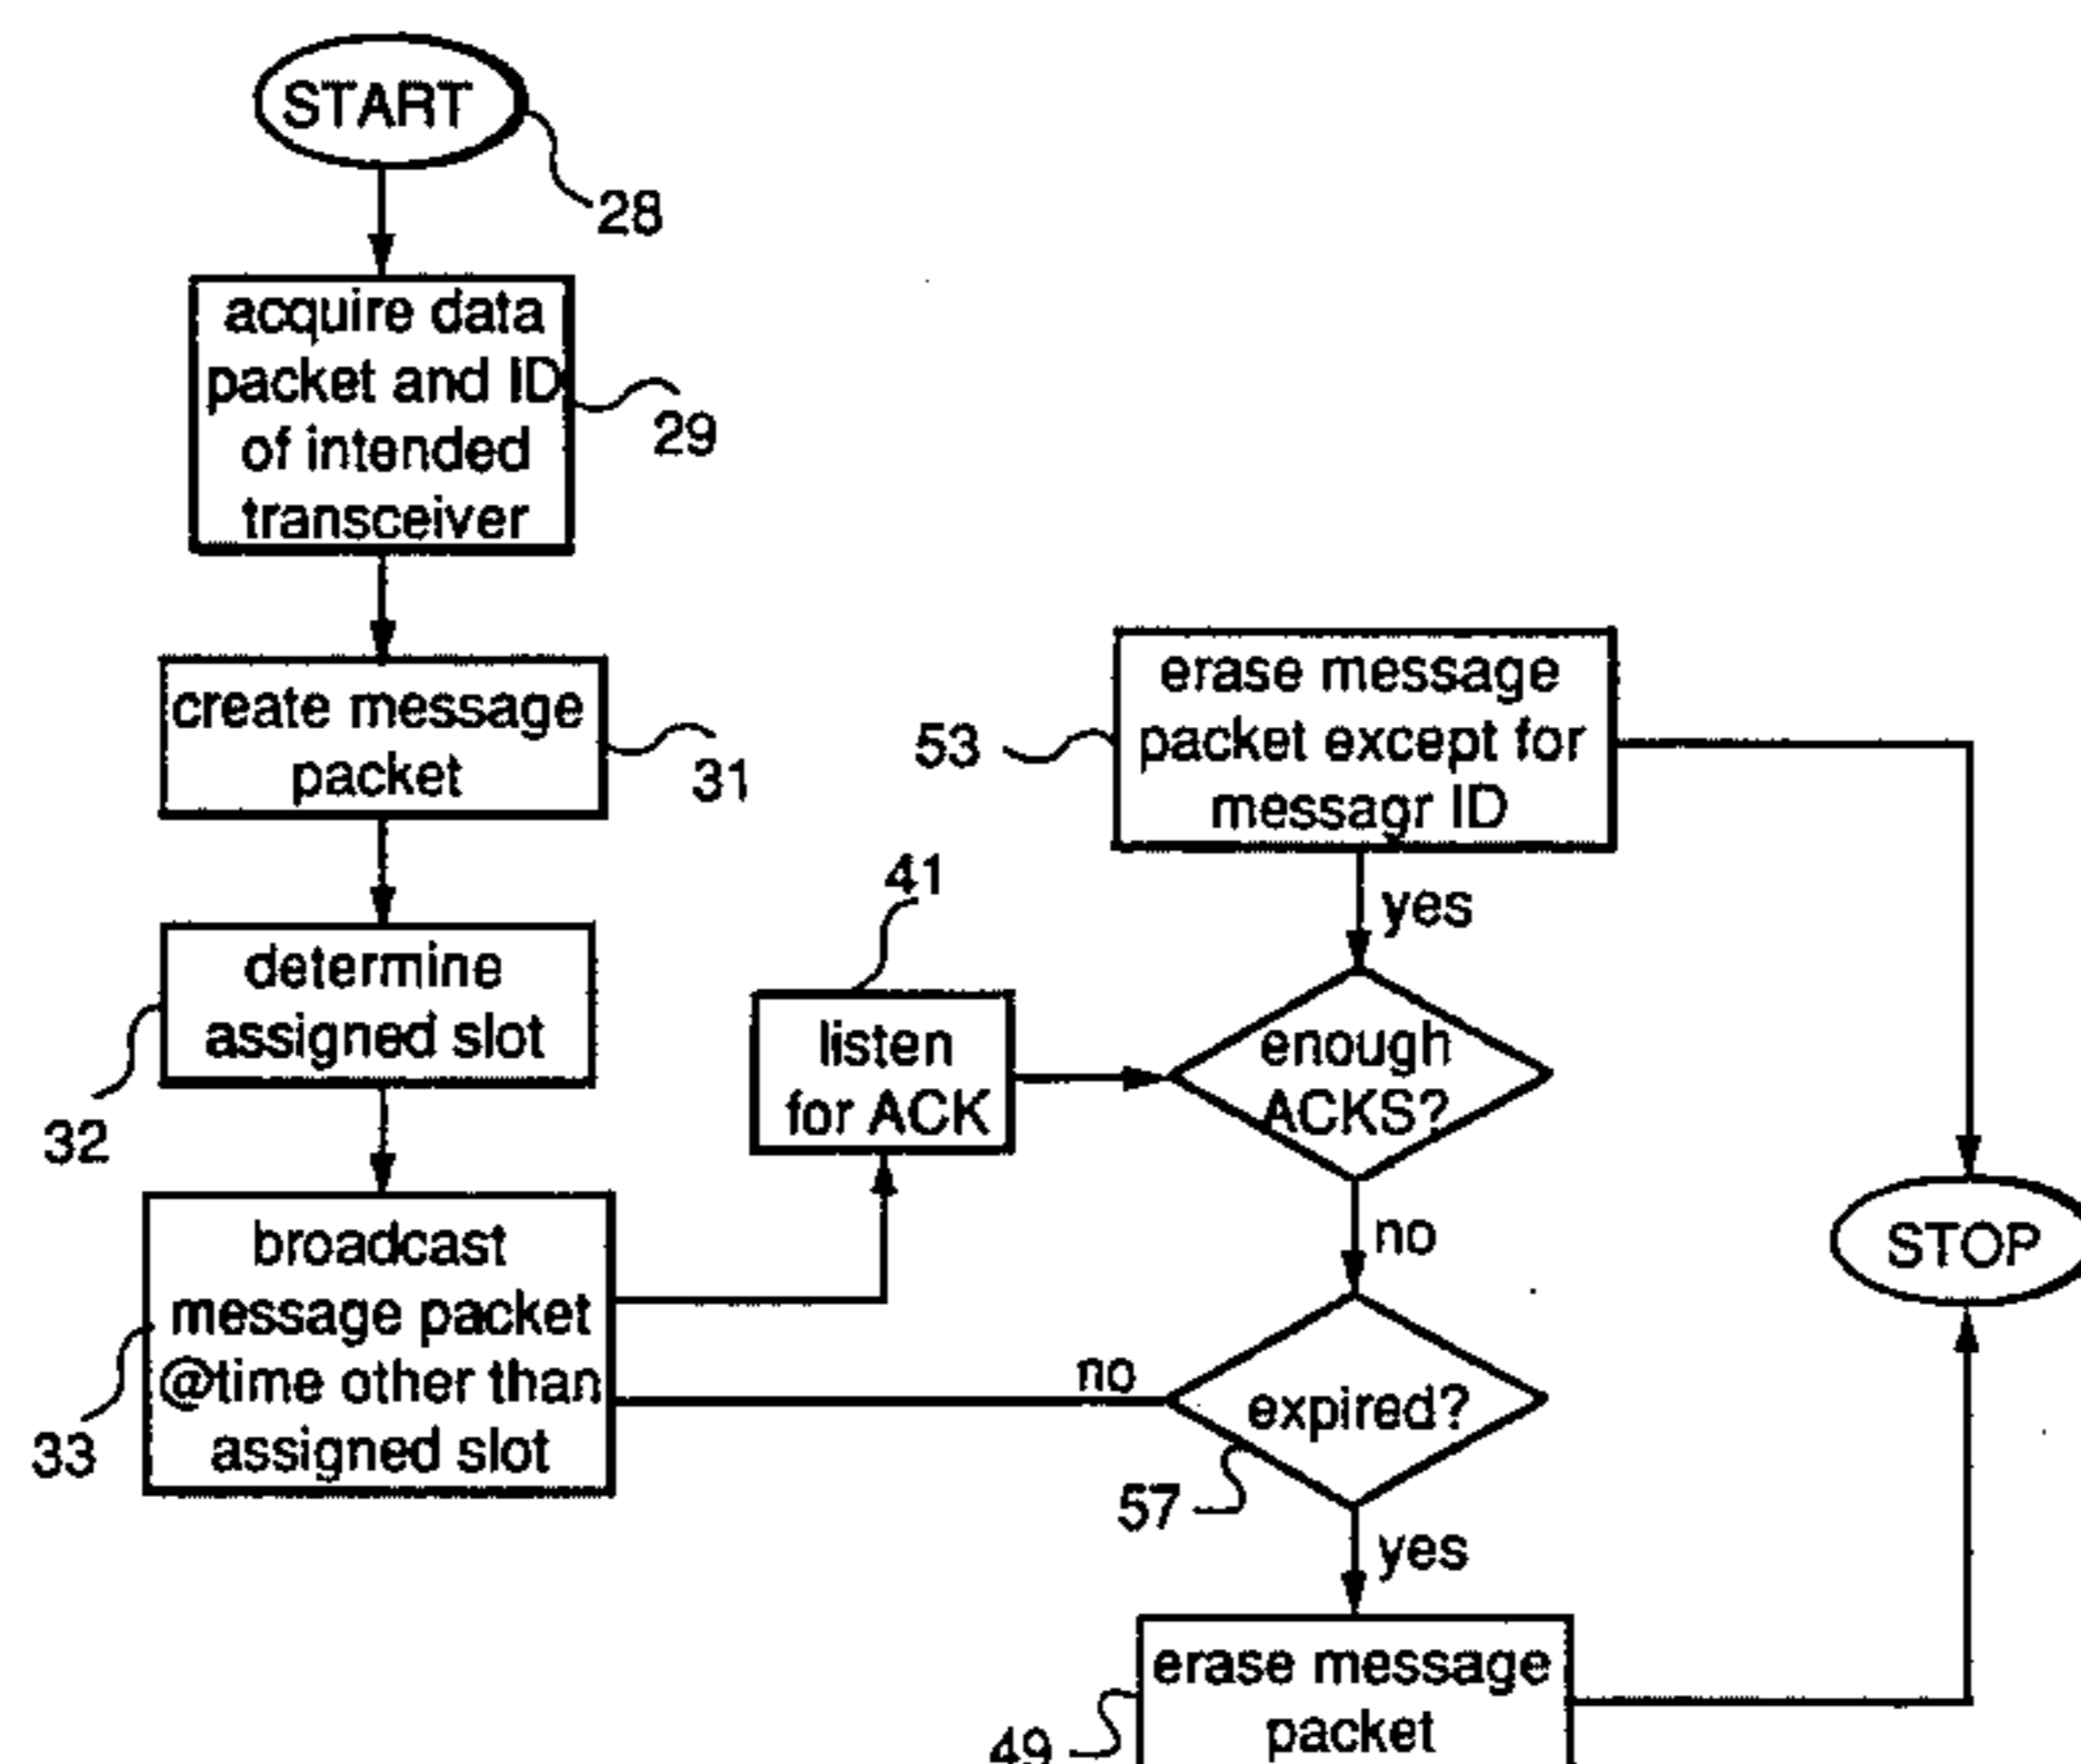 START
28
acquire data
packet and ID
of intended
transceiver
29
create message
packet
31
determine
assigned slot
32
broadcast
message packet
@time other than
assigned slot
33
listen
for ACK
41
erase message
packet except for
messagr ID
53
yes
enough
ACKS?
no
expired?
57
no
yes
erase message
packet
49
STOP